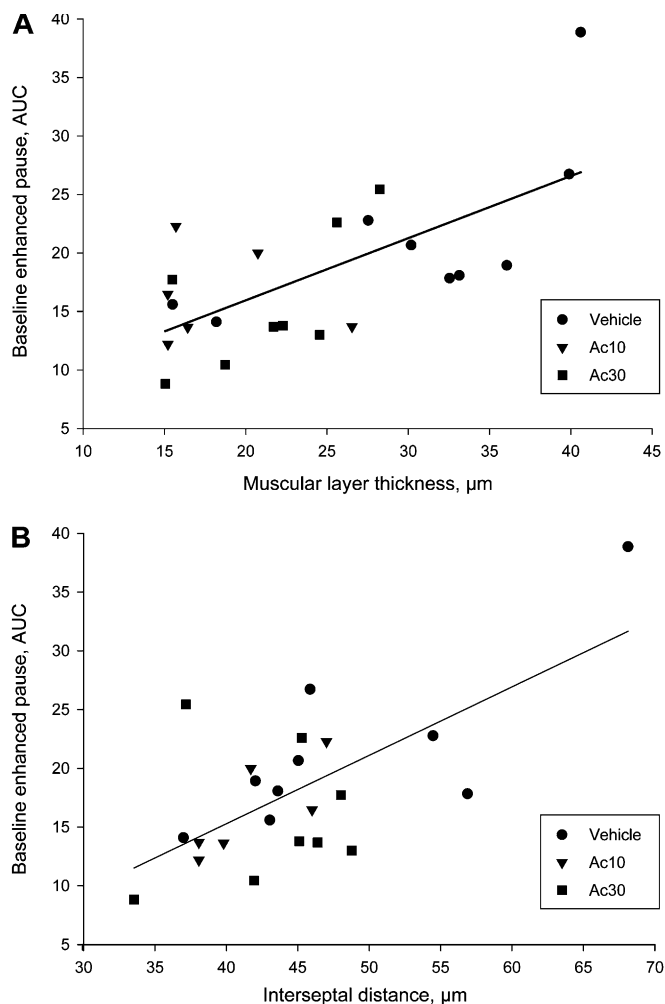 A
Baseline enhanced pause, AUC
40
35
30
25
20
15
10
5
Vehicle
Ac10
Ac30
10 15 20 25 30 35 40 45
Muscular layer thickness, μm
B
Baseline enhanced pause, AUC
40
35
30
25
20
15
10
5
Vehicle
Ac10
Ac30
30 35 40 45 50 55 60 65 70
Interseptal distance, μm